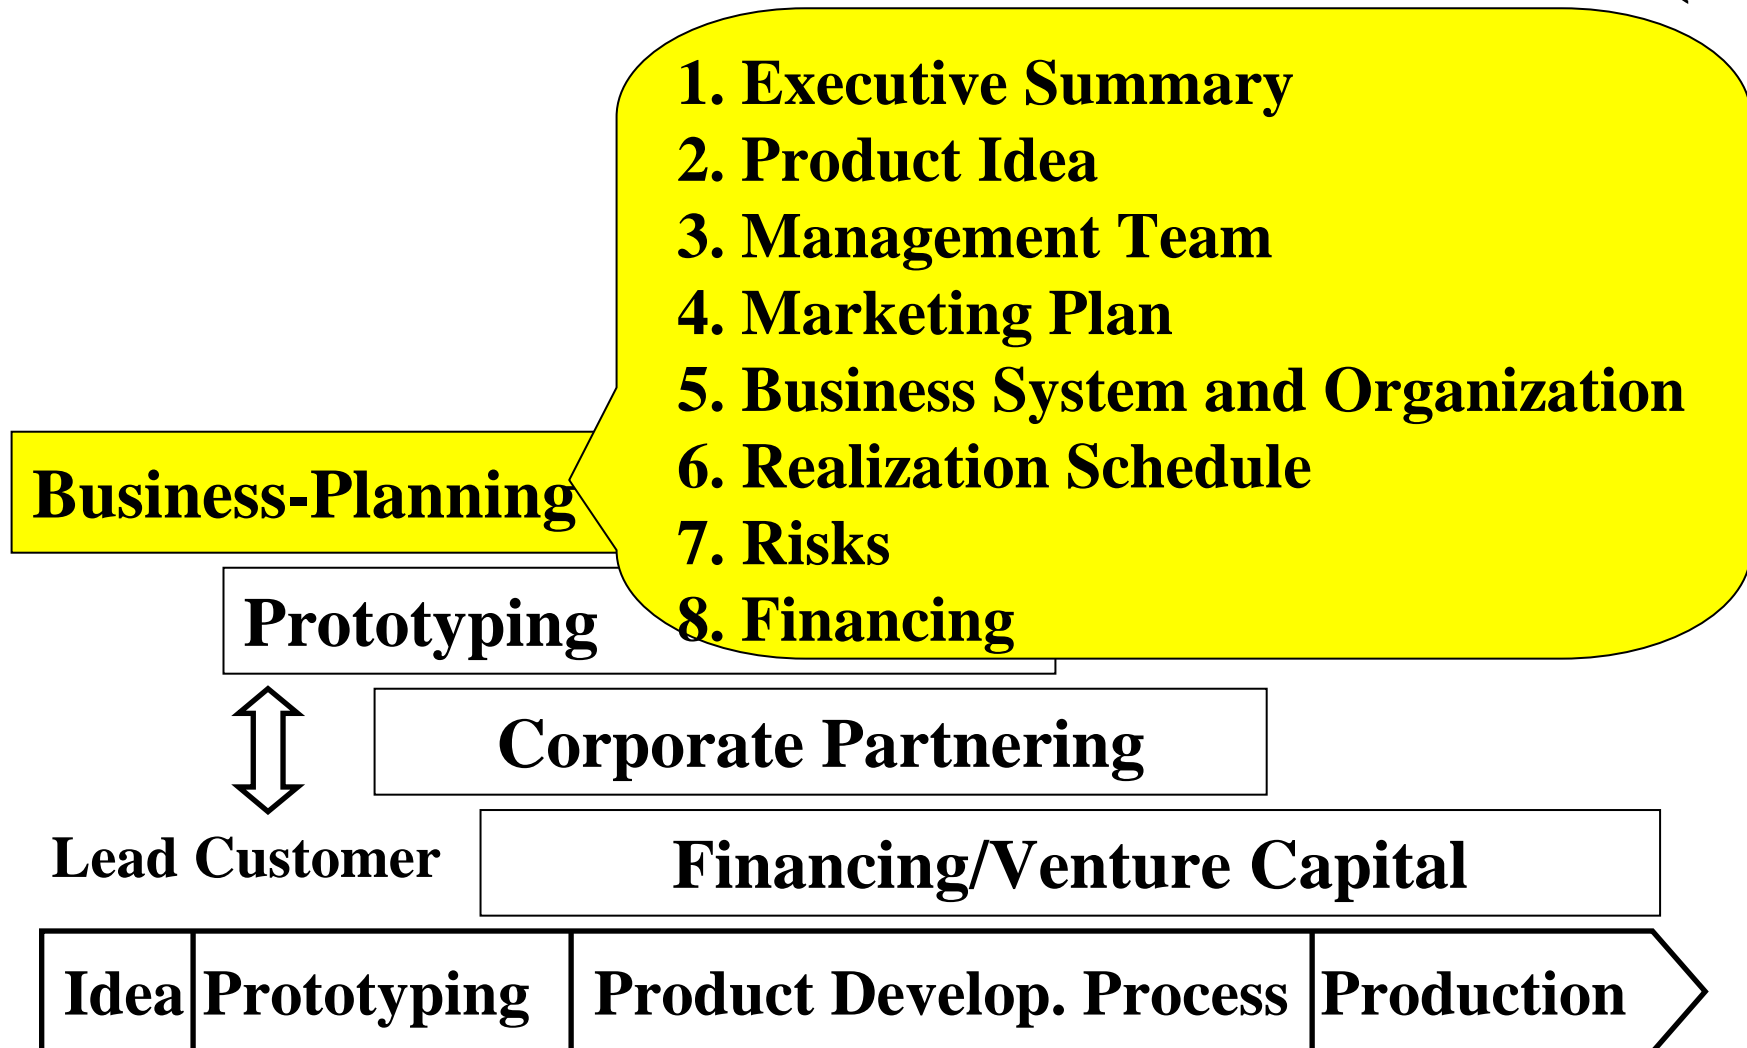 1. Executive Summary
2. Product Idea
3. Management Team
4. Marketing Plan
5. Business System and Organization
6. Realization Schedule
7. Risks
8. Financing
Business-Planning
Prototyping
Corporate Partnering
Lead Customer
Financing/Venture Capital
Idea Prototyping Product Develop. Process Production